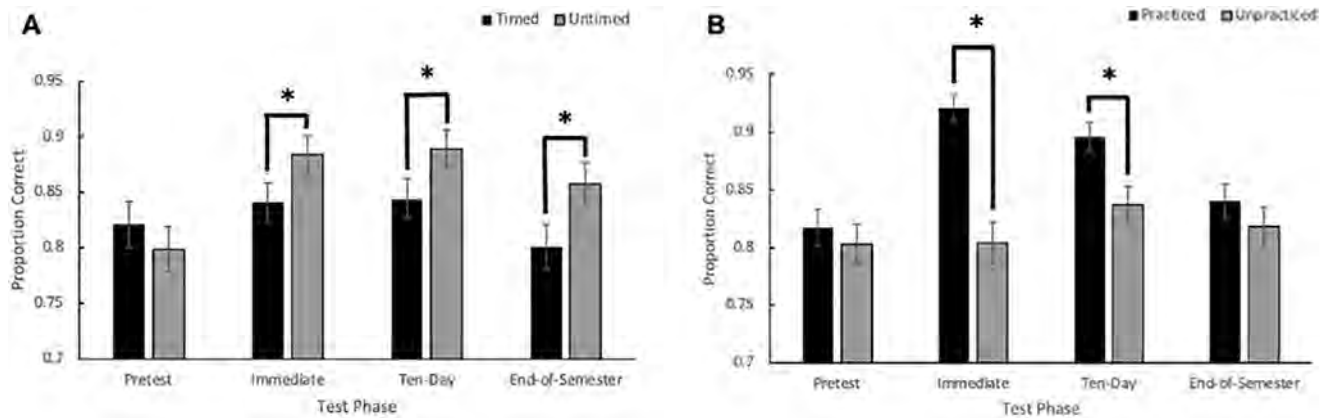 A
Timed Untimed
Proportion Correct
0.95
0.9
0.85
0.8
0.75
0.7
* * *
Pretest Immediate Ten-Day End-of-Semester
Test Phase
B
Practiced Unpracticed
Proportion Correct
0.95
0.9
0.85
0.8
0.75
0.7
* *
Pretest Immediate Ten-Day End-of-Semester
Test Phase